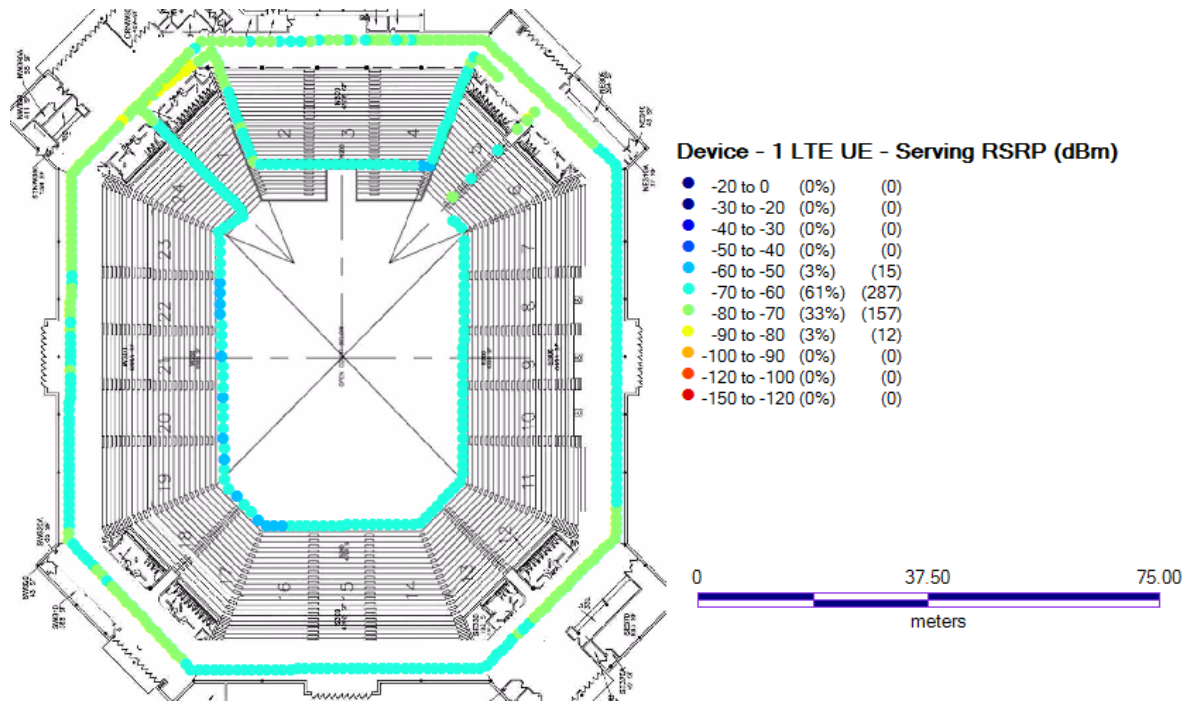 Device - 1 LTE UE - Serving RSRP (dBm)
-20 to 0 (0%) (0)
-30 to -20 (0%) (0)
-40 to -30 (0%) (0)
-50 to -40 (0%) (0)
-60 to -50 (3%) (15)
-70 to -60 (61%) (287)
-80 to -70 (33%) (157)
-90 to -80 (3%) (12)
-100 to -90 (0%) (0)
-120 to -100 (0%) (0)
-150 to -120 (0%) (0)
0 37.50 75.00
meters
1
2
3
4
5
6
7
8
9
10
11
12
13
14
15
16
17
18
19
20
21
22
23
24